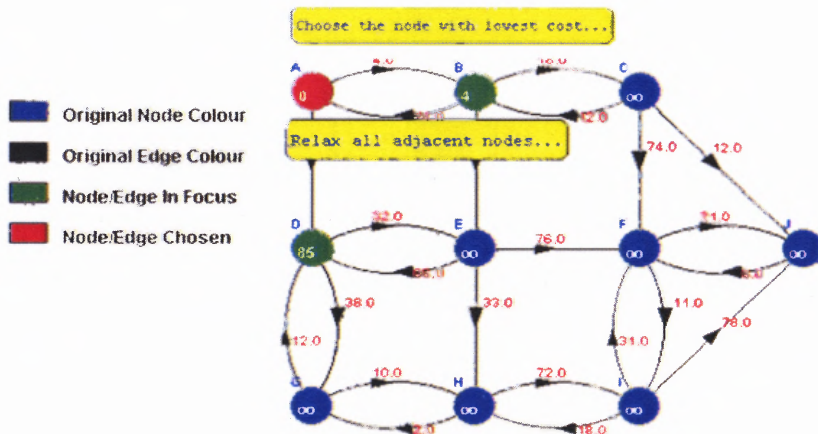 Choose the node with lowest cost...
A
B
C
4.0
0
4
∞
Original Node Colour
Original Edge Colour
Node/Edge In Focus
Node/Edge Chosen
Relax all adjacent nodes...
74.0
12.0
D
E
F
85
∞
∞
∞
32.0
76.0
38.0
33.0
11.0
12.0
31.0
78.0
H
10.0
72.0
∞
∞
∞
18.0